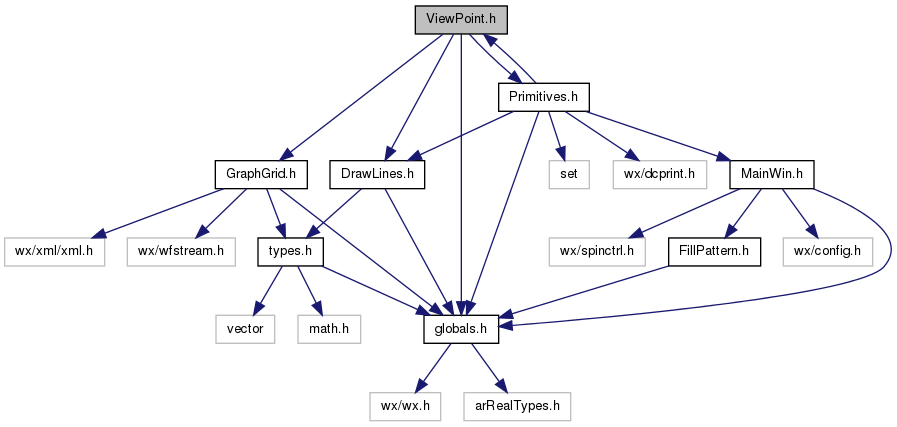 ViewPoint.h
Primitives.h
GraphGrid.h
DrawLines.h
set
wx/dcprint.h
MainWin.h
wx/xml/xml.h
wx/wfstream.h
types.h
wx/spinctrl.h
FillPattern.h
wx/config.h
vector
math.h
globals.h
wx/wx.h
arRealTypes.h